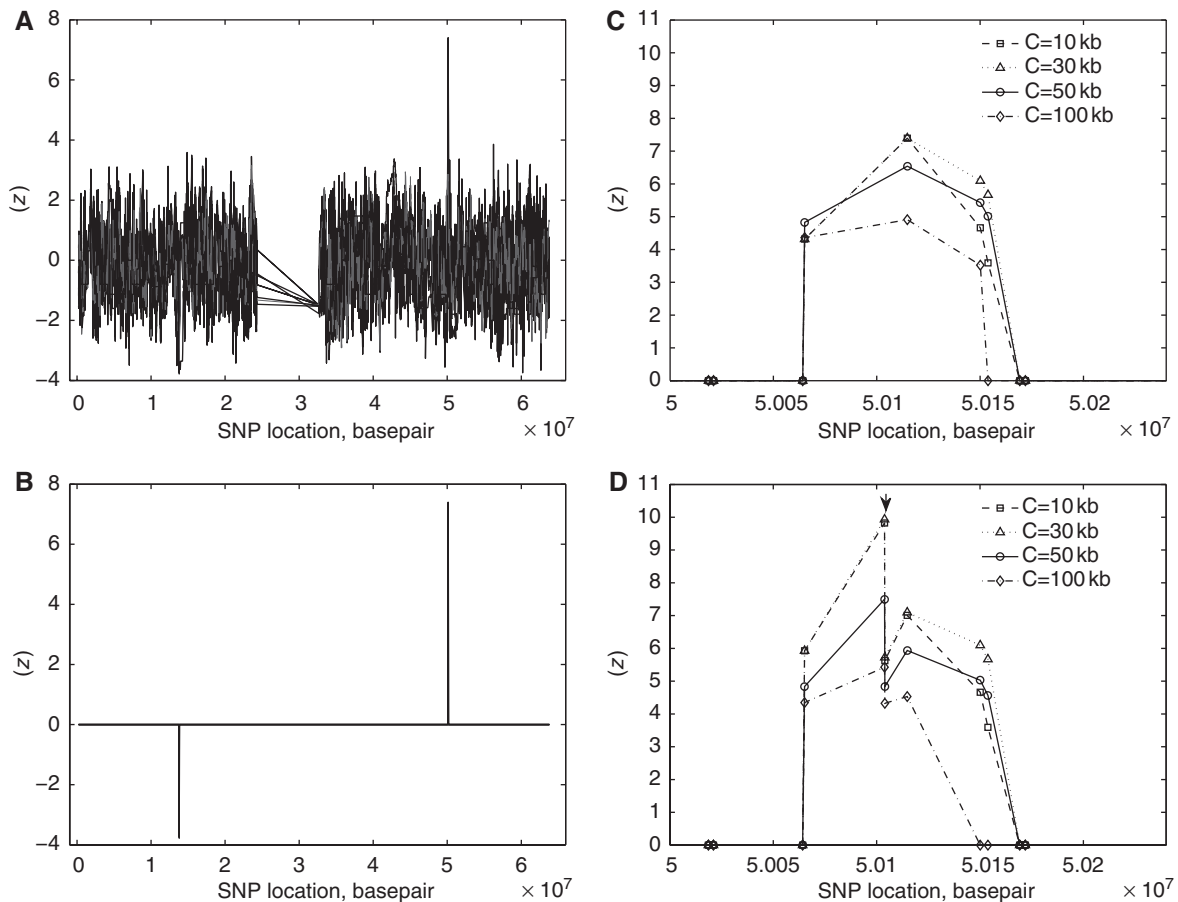 A
8
6
4
2
0
−2
−4
(z)
0 1 2 3 4 5 6
SNP location, basepair × 10⁷
C
11
10
9
8
7
6
5
4
3
2
1
0
(z)
C=10 kb
C=30 kb
C=50 kb
C=100 kb
5 5.005 5.01 5.015 5.02
SNP location, basepair × 10⁷
B
8
6
4
2
0
−2
−4
(z)
0 1 2 3 4 5 6
SNP location, basepair × 10⁷
D
11
10
9
8
7
6
5
4
3
2
1
0
(z)
C=10 kb
C=30 kb
C=50 kb
C=100 kb
5 5.005 5.01 5.015 5.02
SNP location, basepair × 10⁷